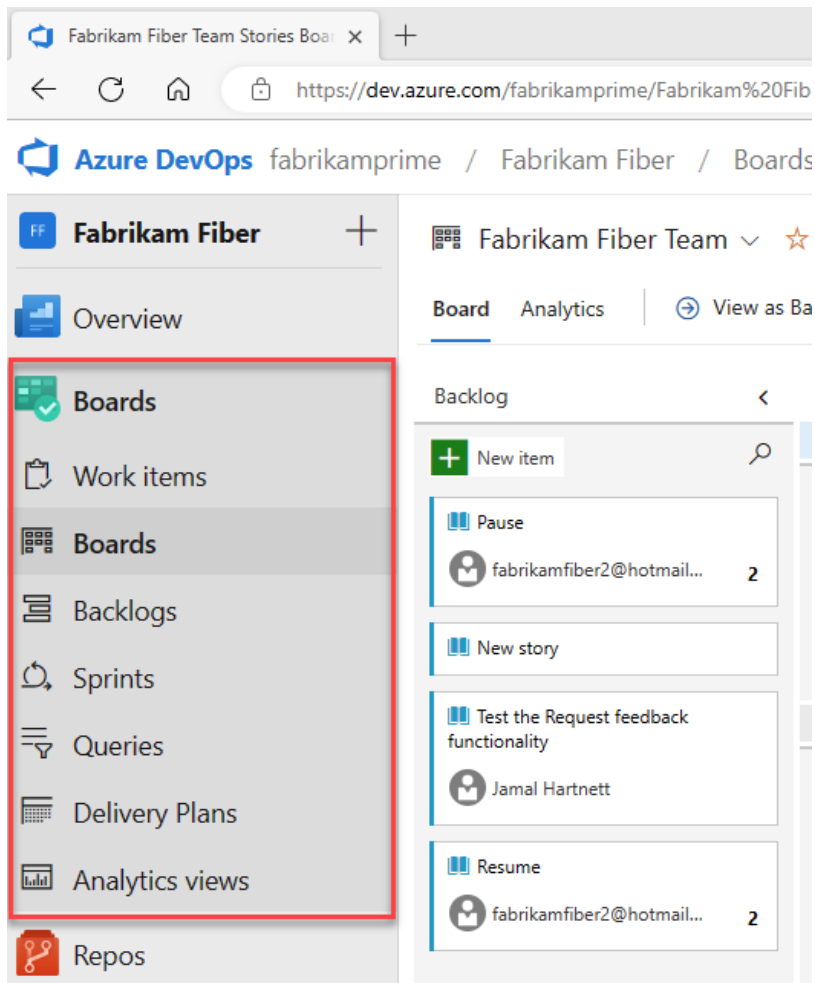 Fabrikam Fiber Team Stories Boar
https://dev.azure.com/fabrikamprime/Fabrikam%20Fib
Azure DevOps fabrikamprime / Fabrikam Fiber / Boards
FF Fabrikam Fiber
Overview
Boards
Work items
Boards
Backlogs
Sprints
Queries
Delivery Plans
Analytics views
Repos
Fabrikam Fiber Team
Board Analytics View as Ba
Backlog
New item
Pause
fabrikamfiber2@hotmail... 2
New story
Test the Request feedback
functionality
Jamal Hartnett
Resume
fabrikamfiber2@hotmail... 2